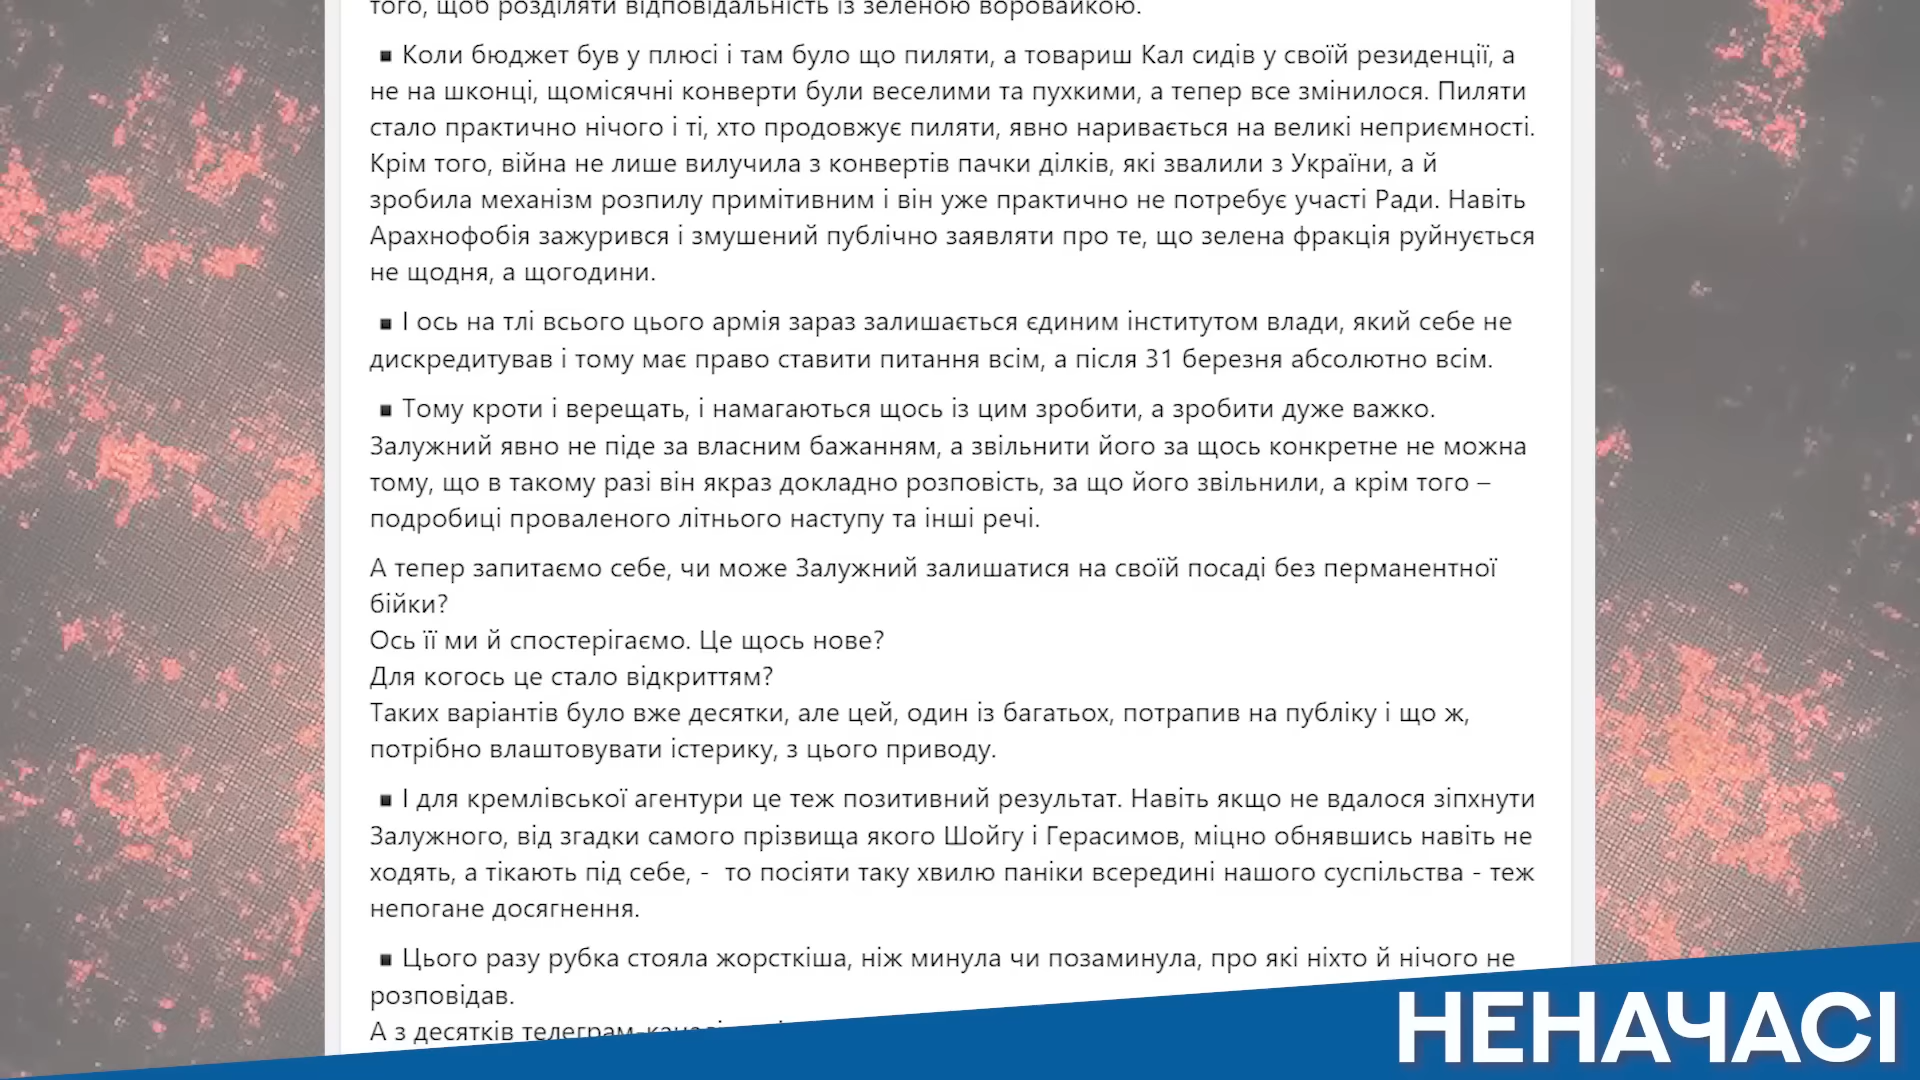 того, щоб розділяти відповідальність із зеленою воровайкою.
▪ Коли бюджет був у плюсі і там було що пиляти, а товариш Кал сидів у своїй резиденції, а
не на шконці, щомісячні конверти були веселими та пухкими, а тепер все змінилося. Пиляти
стало практично нічого і ті, хто продовжує пиляти, явно наривається на великі неприємності.
Крім того, війна не лише вилучила з конвертів пачки ділків, які звалили з України, а й
зробила механізм розпилу примітивним і він уже практично не потребує участі Ради. Навіть
Арахнофобія зажурився і змушений публічно заявляти про те, що зелена фракція руйнується
не щодня, а щогодини.
▪ І ось на тлі всього цього армія зараз залишається єдиним інститутом влади, який себе не
дискредитував і тому має право ставити питання всім, а після 31 березня абсолютно всім.
▪ Тому кроти і верещать, і намагаються щось із цим зробити, а зробити дуже важко.
Залужний явно не піде за власним бажанням, а звільнити його за щось конкретне не можна
тому, що в такому разі він якраз докладно розповість, за що його звільнили, а крім того –
подробиці проваленого літнього наступу та інші речі.
А тепер запитаємо себе, чи може Залужний залишатися на своїй посаді без перманентної
бійки?
Ось її ми й спостерігаємо. Це щось нове?
Для когось це стало відкриттям?
Таких варіантів було вже десятки, але цей, один із багатьох, потрапив на публіку і що ж,
потрібно влаштовувати істерику, з цього приводу.
▪ І для кремлівської агентури це теж позитивний результат. Навіть якщо не вдалося зіпхнути
Залужного, від згадки самого прізвища якого Шойгу і Герасимов, міцно обнявшись навіть не
ходять, а тікають під себе, - то посіяти таку хвилю паніки всередині нашого суспільства - теж
непогане досягнення.
▪ Цього разу рубка стояла жорсткіша, ніж минула чи позаминула, про які ніхто й нічого не
розповідав.
А з десятків
НЕНАЧАСІ